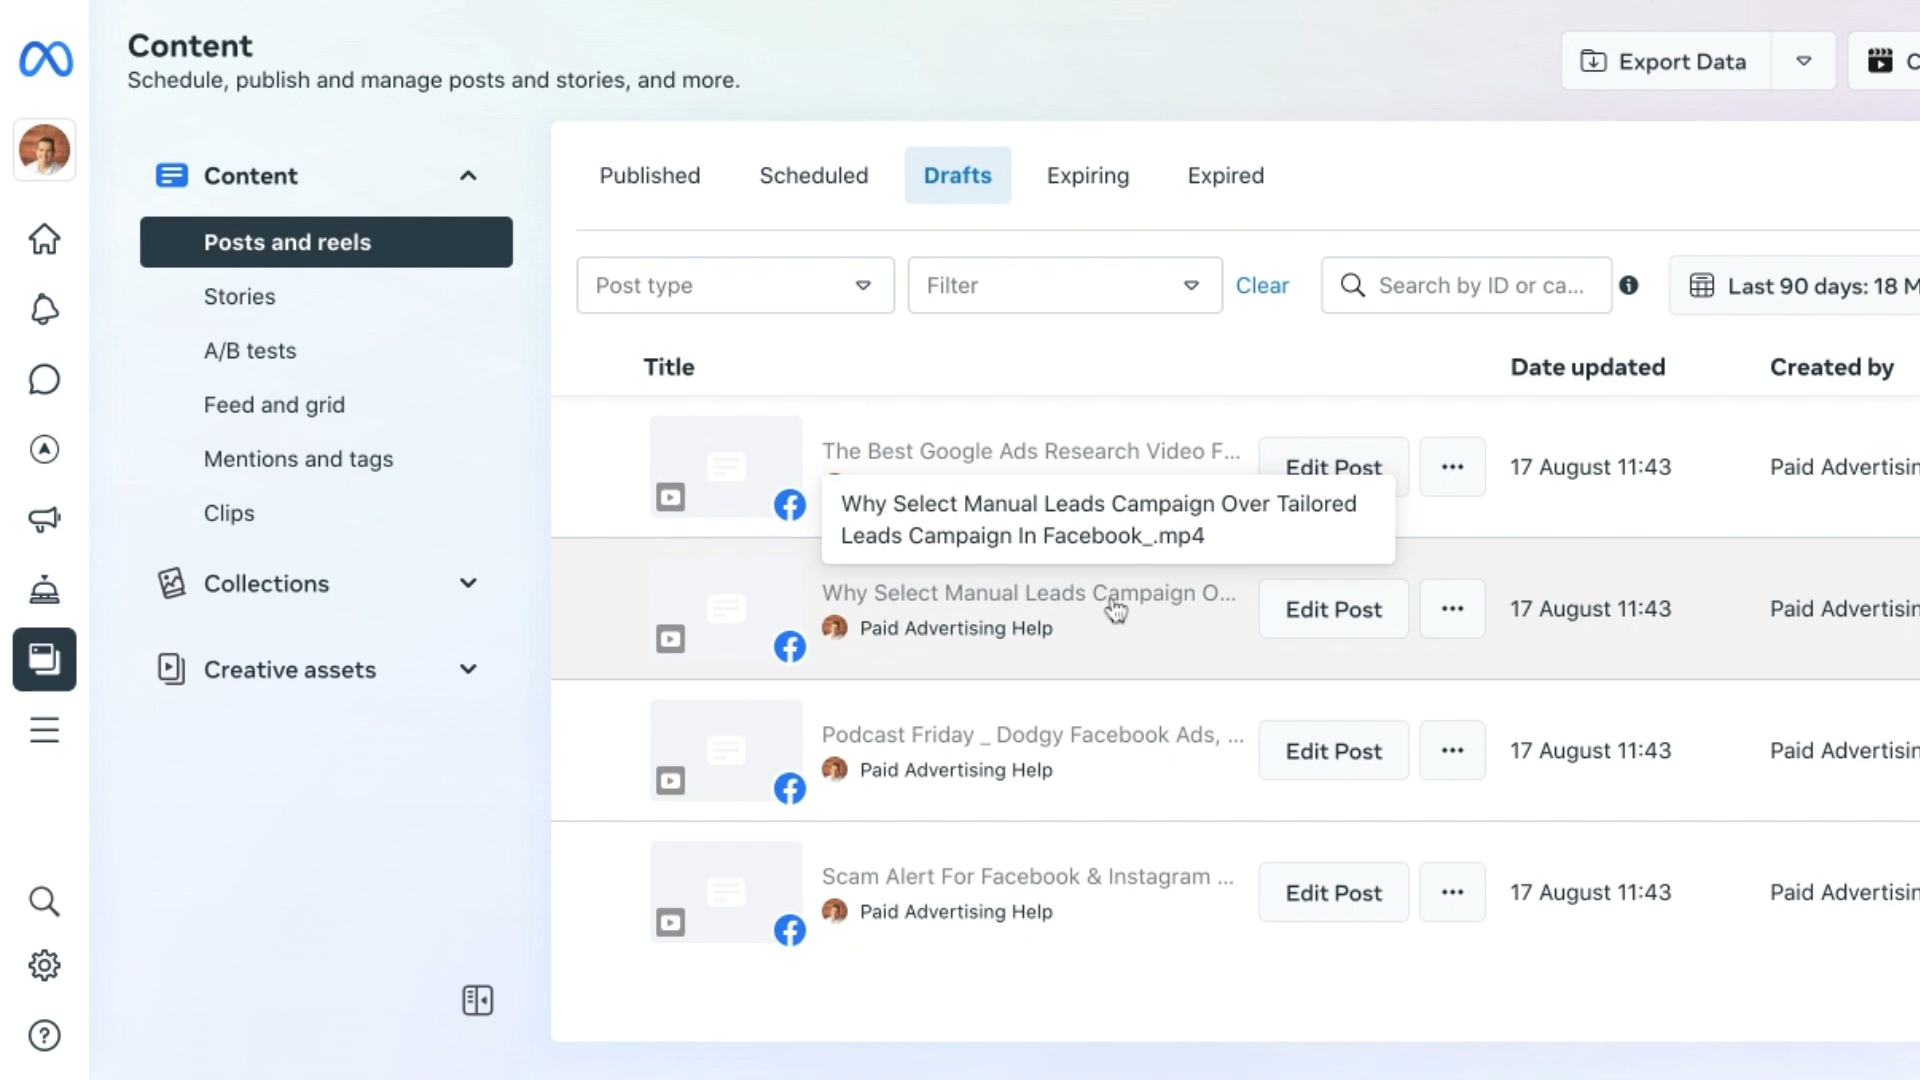 Content
Schedule, publish and manage posts and stories, and more.
Export Data
Content
Posts and reels
Stories
A/B tests
Feed and grid
Mentions and tags
Clips
Collections
Creative assets
Published
Scheduled
Drafts
Expiring
Expired
Post type
Filter
Clear
Search by ID or ca...
Last 90 days: 18 M
Title
Date updated
Created by
The Best Google Ads Research Video F...
Edit Post
17 August 11:43
Paid Advertisin
Why Select Manual Leads Campaign Over Tailored
Leads Campaign In Facebook_.mp4
Why Select Manual Leads Campaign O...
Paid Advertising Help
Edit Post
17 August 11:43
Paid Advertisin
Podcast Friday _ Dodgy Facebook Ads, ...
Paid Advertising Help
Edit Post
17 August 11:43
Paid Advertisin
Scam Alert For Facebook & Instagram ...
Paid Advertising Help
Edit Post
17 August 11:43
Paid Advertisin